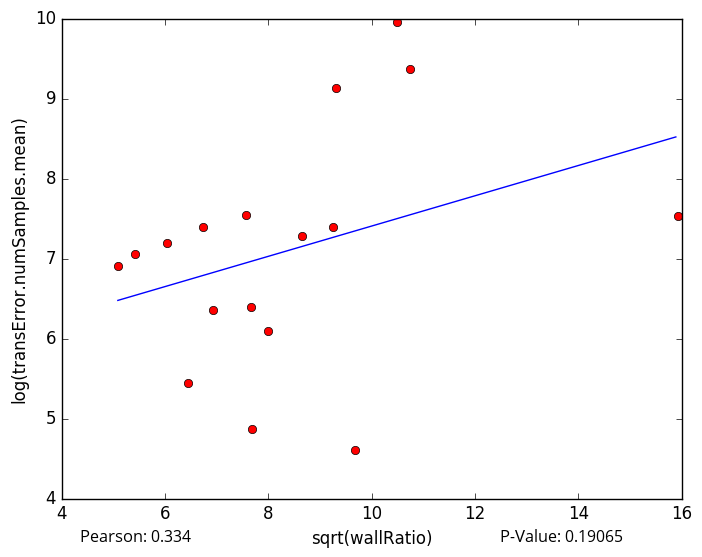 10
9
8
7
6
5
4
log(transError.numSamples.mean)
4 6 8 10 12 14 16
Pearson: 0.334 sqrt(wallRatio) P-Value: 0.19065